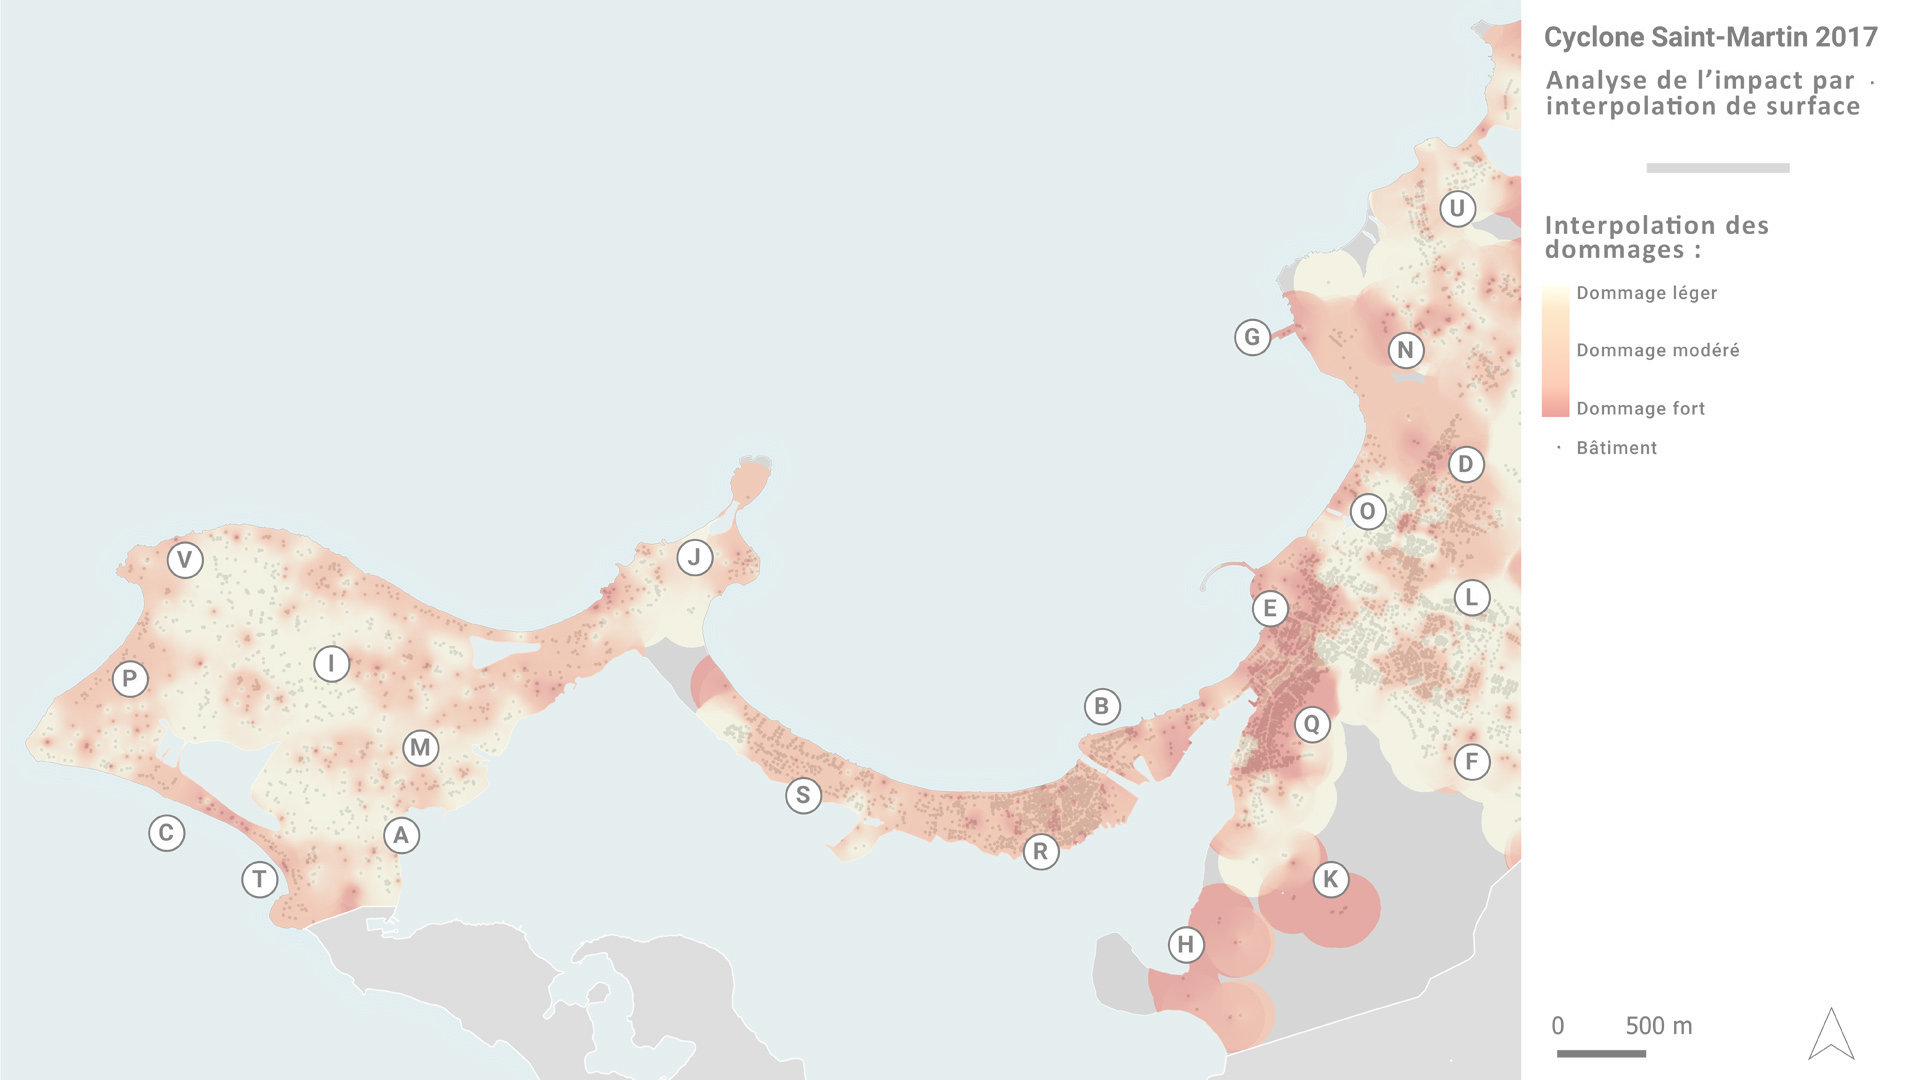 Cyclone Saint-Martin 2017
Analyse de l’impact par
interpolation de surface
Interpolation des
dommages :
Dommage léger
Dommage modéré
Dommage fort
Bâtiment
0 500 m
U
G
N
D
O
V
J
E
L
I
P
B
Q
M
F
S
C
A
R
T
K
H